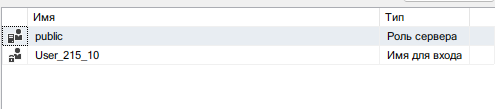 Имя Тип
public Роль сервера
User_215_10 Имя для входа